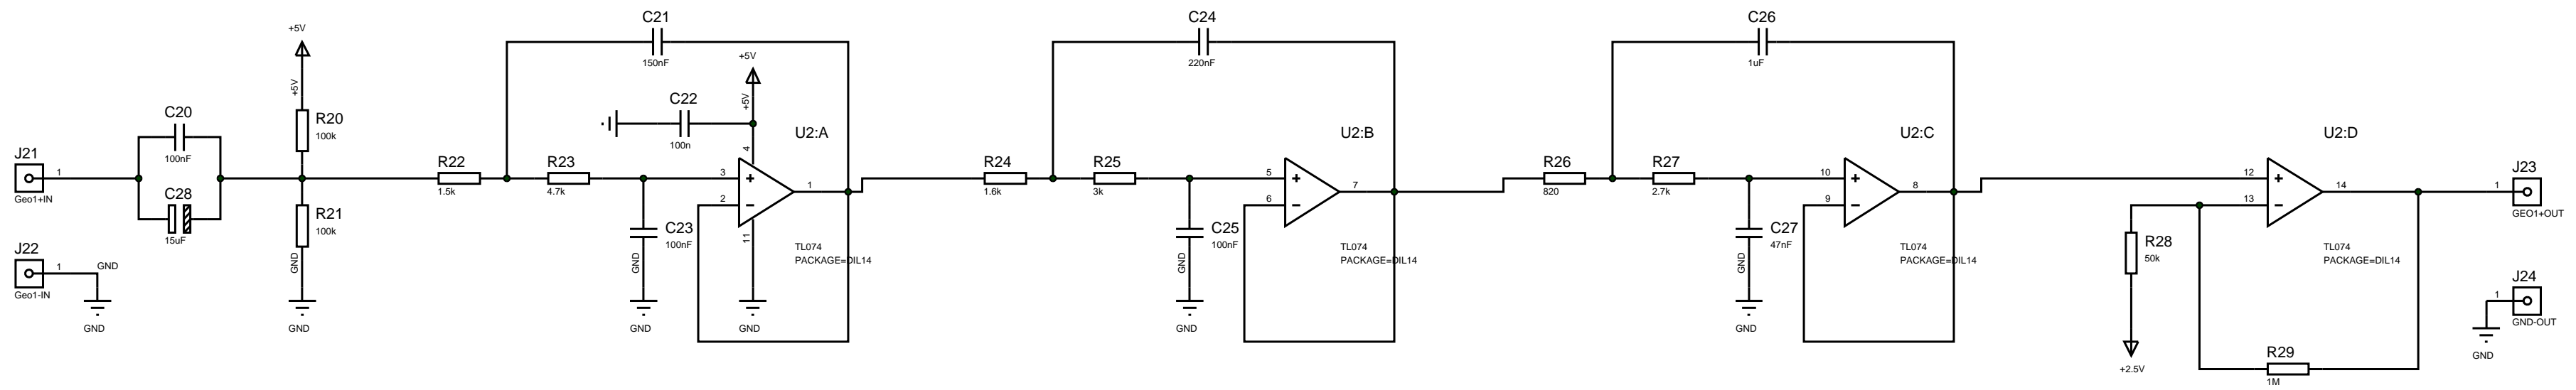 J21
1
Geo1+IN
J22
1
GND
Geo1-IN
GND
C20
100nF
C28
15uF
+5V
+5V
R20
100k
R21
100k
GND
GND
R22
1.5k
C21
150nF
R23
4.7k
C22
100n
+5V
+5V
C23
100nF
GND
GND
U2:A
3
2
4
11
1
TL074
PACKAGE=DIL14
GND
R24
1.6k
C24
220nF
R25
3k
C25
100nF
GND
GND
U2:B
5
6
7
TL074
PACKAGE=DIL14
R26
820
C26
1uF
R27
2.7k
C27
47nF
GND
GND
U2:C
10
9
8
TL074
PACKAGE=DIL14
U2:D
12
13
14
TL074
PACKAGE=DIL14
R28
50k
+2.5V
R29
1M
J23
1
GEO1+OUT
J24
1
GND-OUT
GND